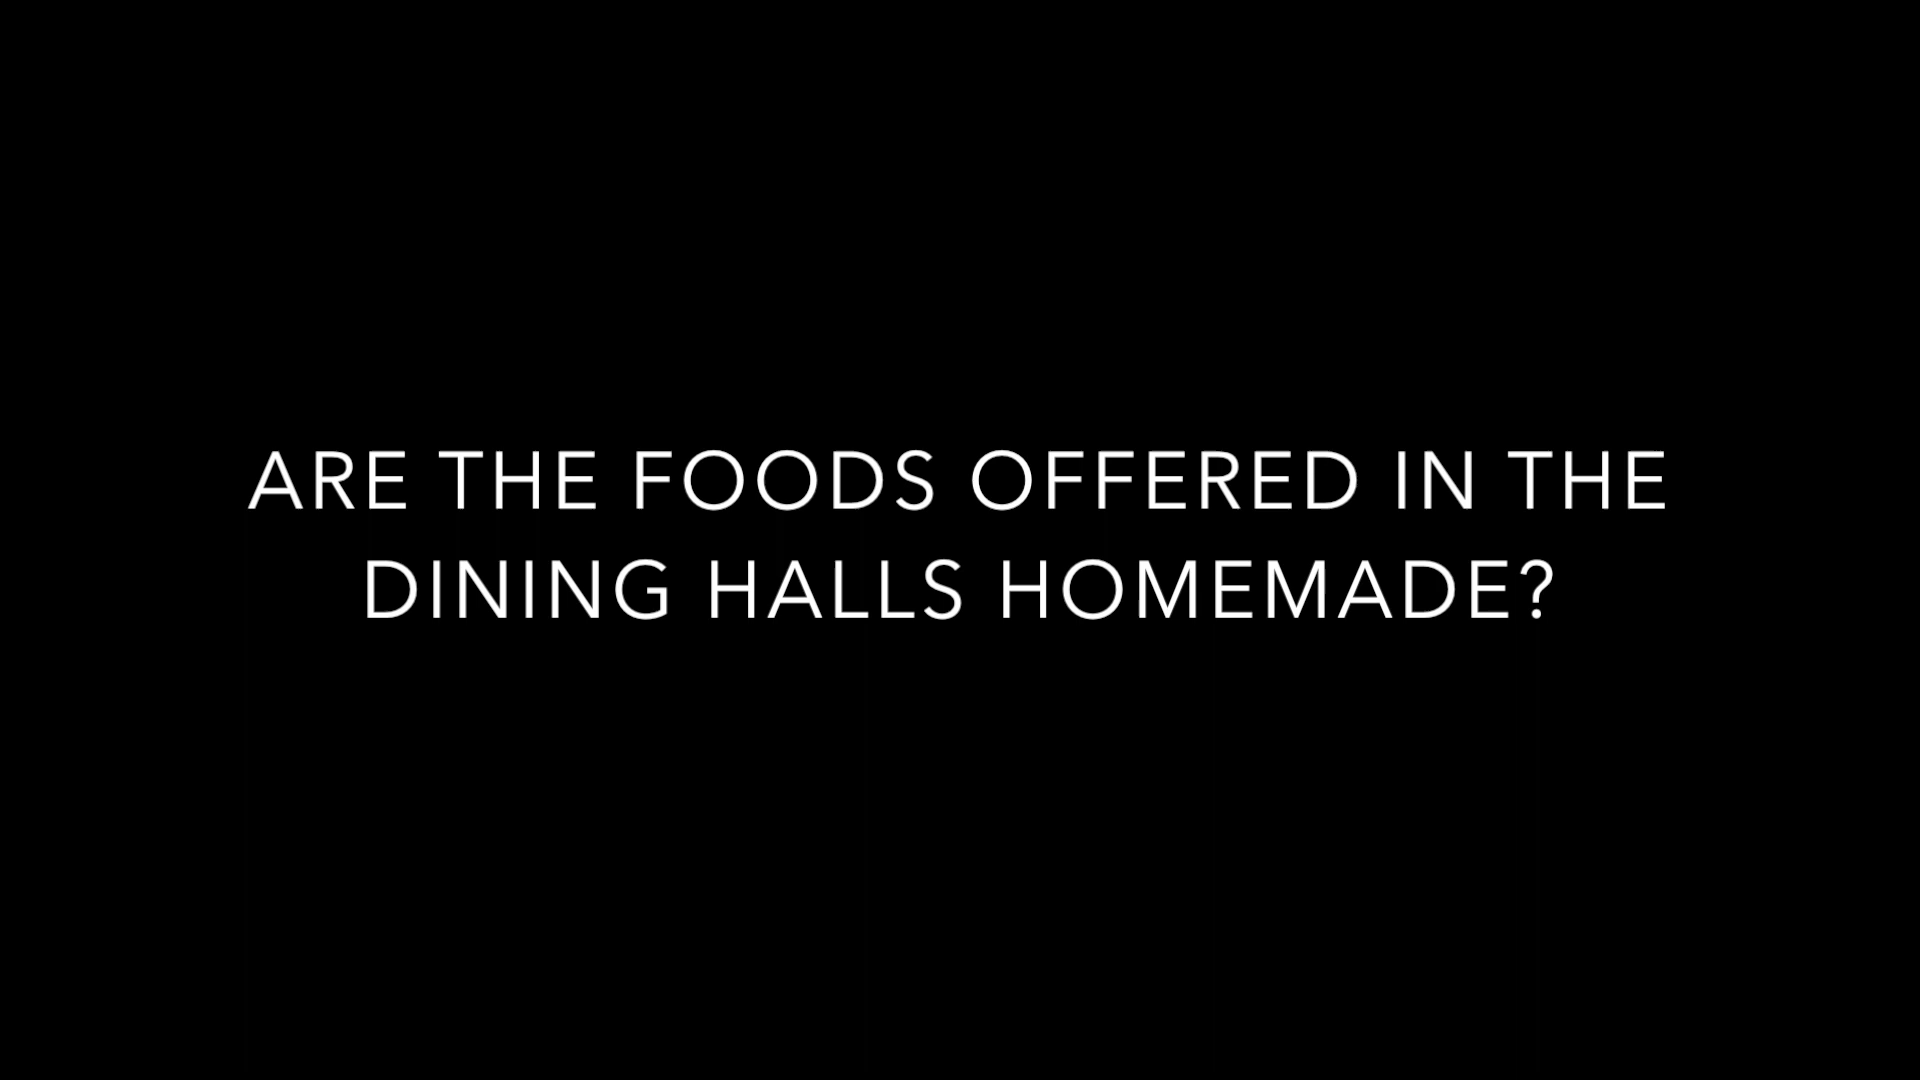 ARE THE FOODS OFFERED IN THE
DINING HALLS HOMEMADE?